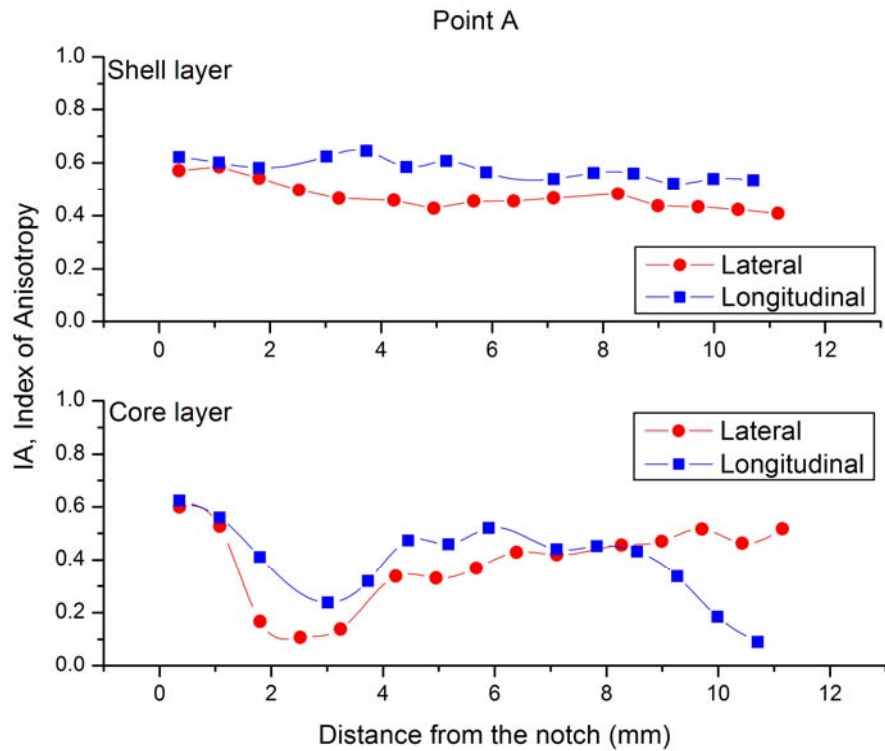 Point A
Shell layer
1.0
0.8
0.6
0.4
0.2
0.0
Lateral
Longitudinal
0 2 4 6 8 10 12
IA, Index of Anisotropy
Core layer
1.0
0.8
0.6
0.4
0.2
0.0
Lateral
Longitudinal
0 2 4 6 8 10 12
Distance from the notch (mm)